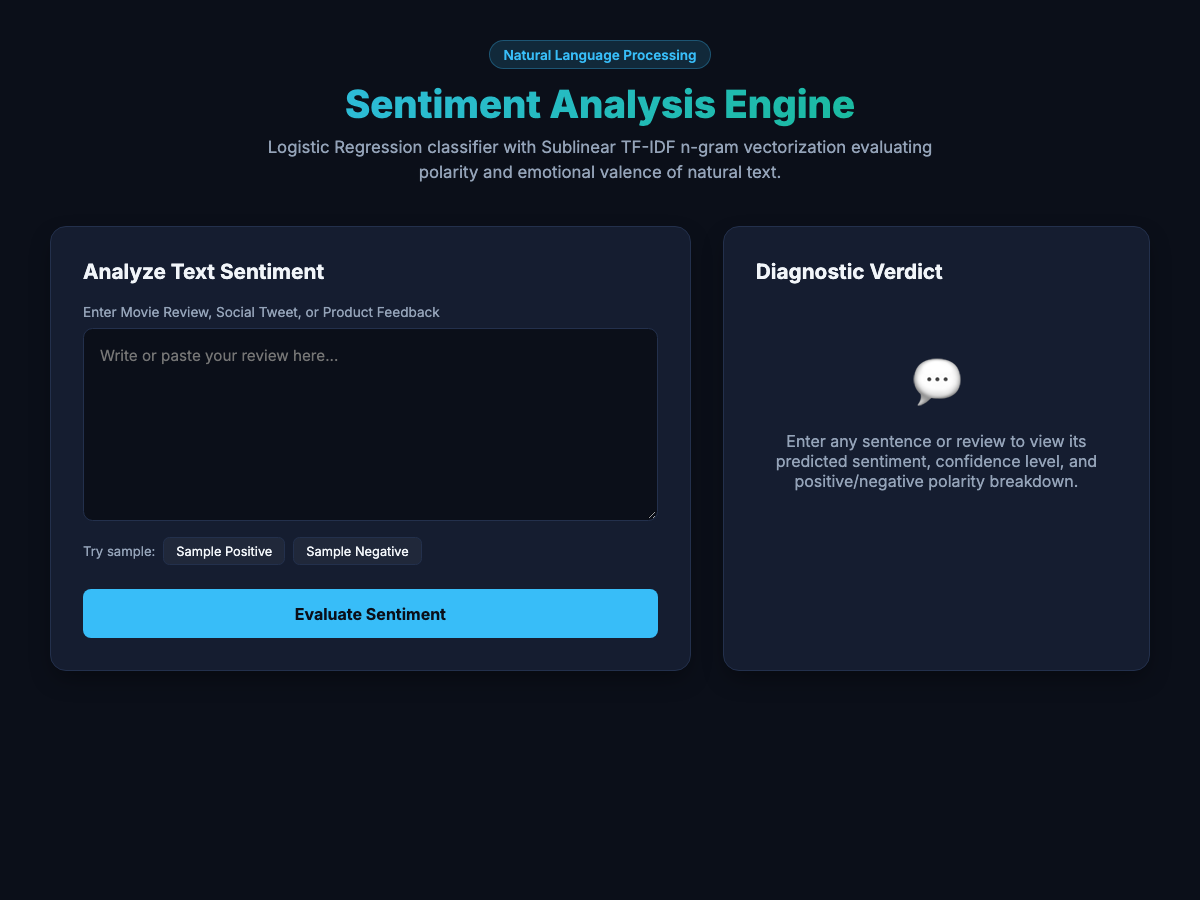 Natural Language Processing
Sentiment Analysis Engine
Logistic Regression classifier with Sublinear TF-IDF n-gram vectorization evaluating
polarity and emotional valence of natural text.
Analyze Text Sentiment
Enter Movie Review, Social Tweet, or Product Feedback
Write or paste your review here...
Try sample:
Sample Positive
Sample Negative
Evaluate Sentiment
Diagnostic Verdict
Enter any sentence or review to view its
predicted sentiment, confidence level, and
positive/negative polarity breakdown.